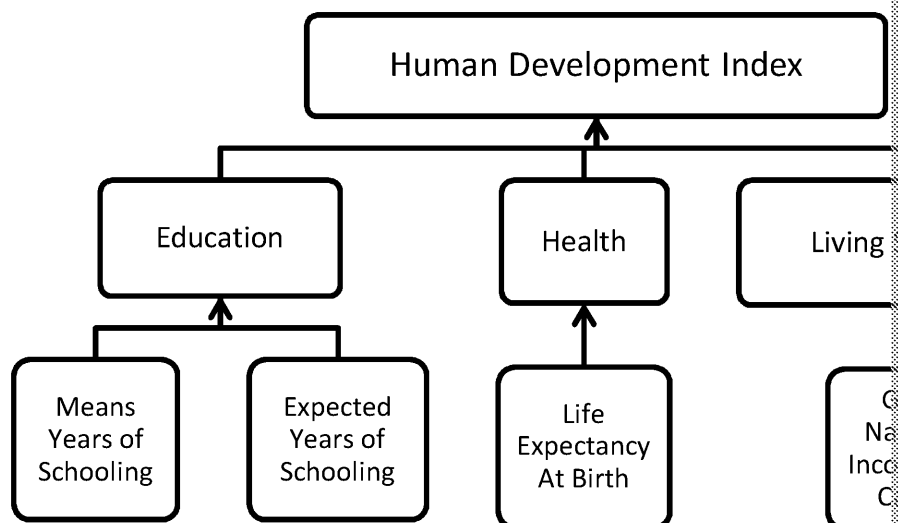 Human Development Index
Education
Health
Living
Means
Years of
Schooling
Expected
Years of
Schooling
Life
Expectancy
At Birth